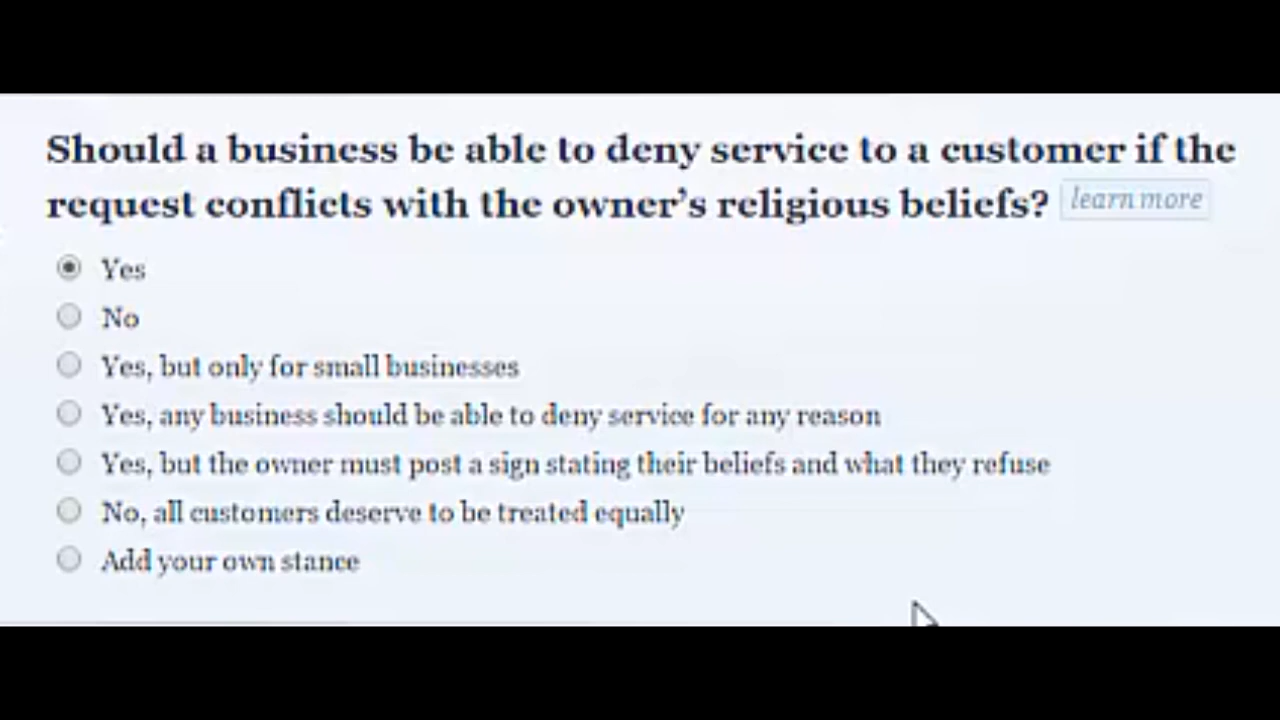 Should a business be able to deny service to a customer if the
request conflicts with the owner's religious beliefs? learn more
Yes
No
Yes, but only for small businesses
Yes, any business should be able to deny service for any reason
Yes, but the owner must post a sign stating their beliefs and what they refuse
No, all customers deserve to be treated equally
Add your own stance